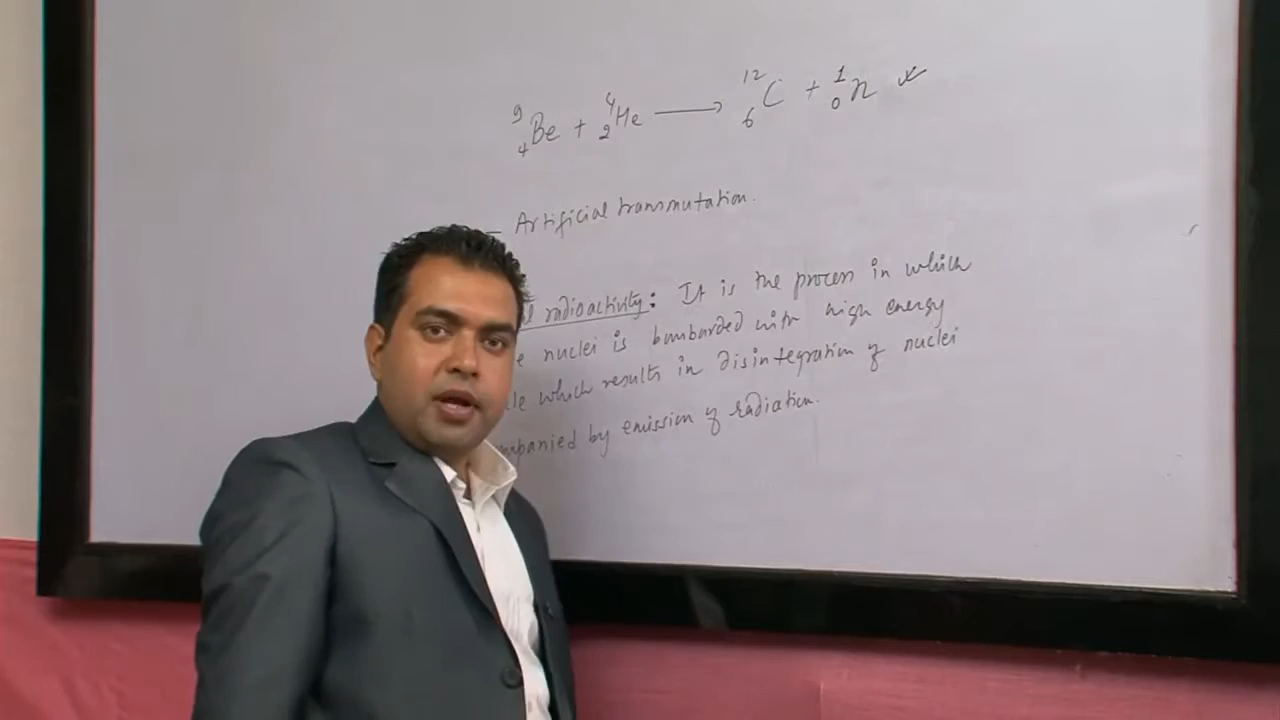 ⁹₄Be + ⁴₂He ⟶ ¹²₆C + ¹₀n
– Artificial transmutation.
radioactivity: It is the process in which
nuclei is bombarded with high energy
which results in disintegration of nuclei
by emission of radiation.